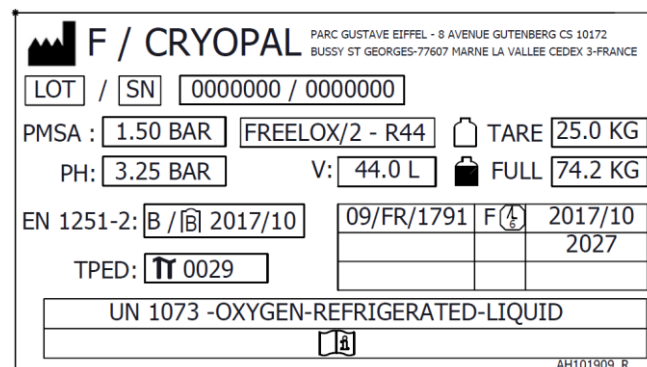 F / CRYOPAL PARC GUSTAVE EIFFEL - 8 AVENUE GUTENBERG CS 10172
BUSSY ST GEORGES-77607 MARNE LA VALLEE CEDEX 3-FRANCE
LOT / SN 0000000 / 0000000
PMSA : 1.50 BAR FREELOX/2 - R44 TARE 25.0 KG
PH: 3.25 BAR V: 44.0 L FULL 74.2 KG
EN 1251-2: B / B 2017/10 09/FR/1791 F 2017/10
2027
TPED: 0029
UN 1073 -OXYGEN-REFRIGERATED-LIQUID
AH101909_R